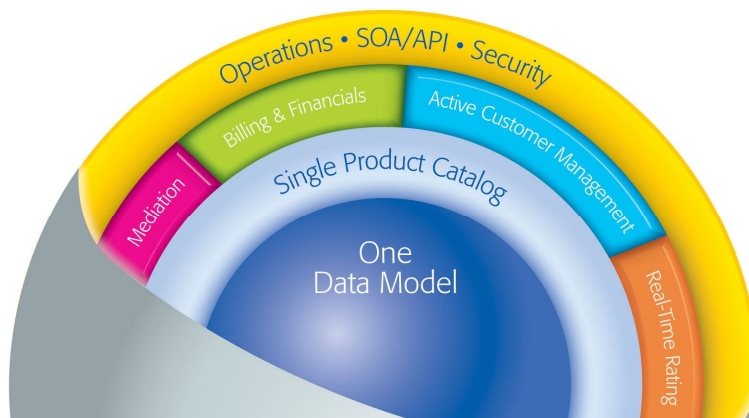 Operations • SOA/API • Security
Billing & Financials
Active Customer Management
Mediation
Single Product Catalog
One
Data Model
Real-Time Rating